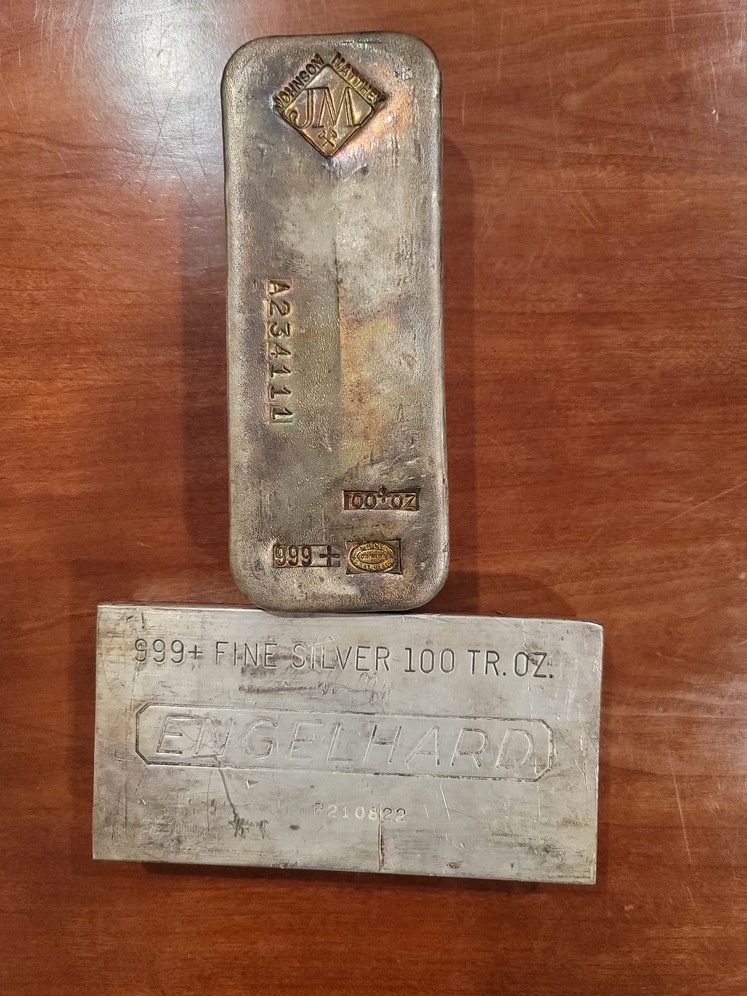 JOHNSON MATTHEY
JM
A234111
100+ OZ
999+
999+ FINE SILVER 100 TR.OZ.
ENGELHARD
P210822